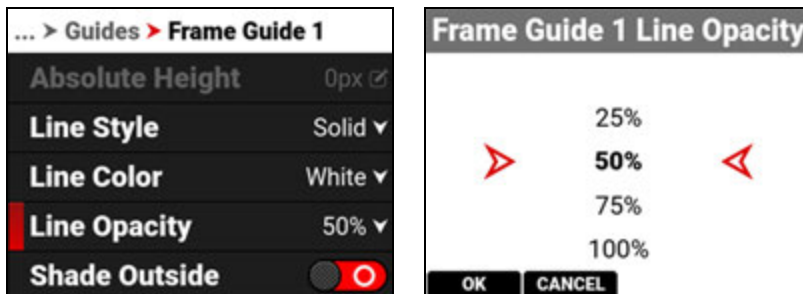 ... > Guides > Frame Guide 1
Absolute Height 0px
Line Style Solid
Line Color White
Line Opacity 50%
Shade Outside
Frame Guide 1 Line Opacity
25%
50%
75%
100%
OK CANCEL